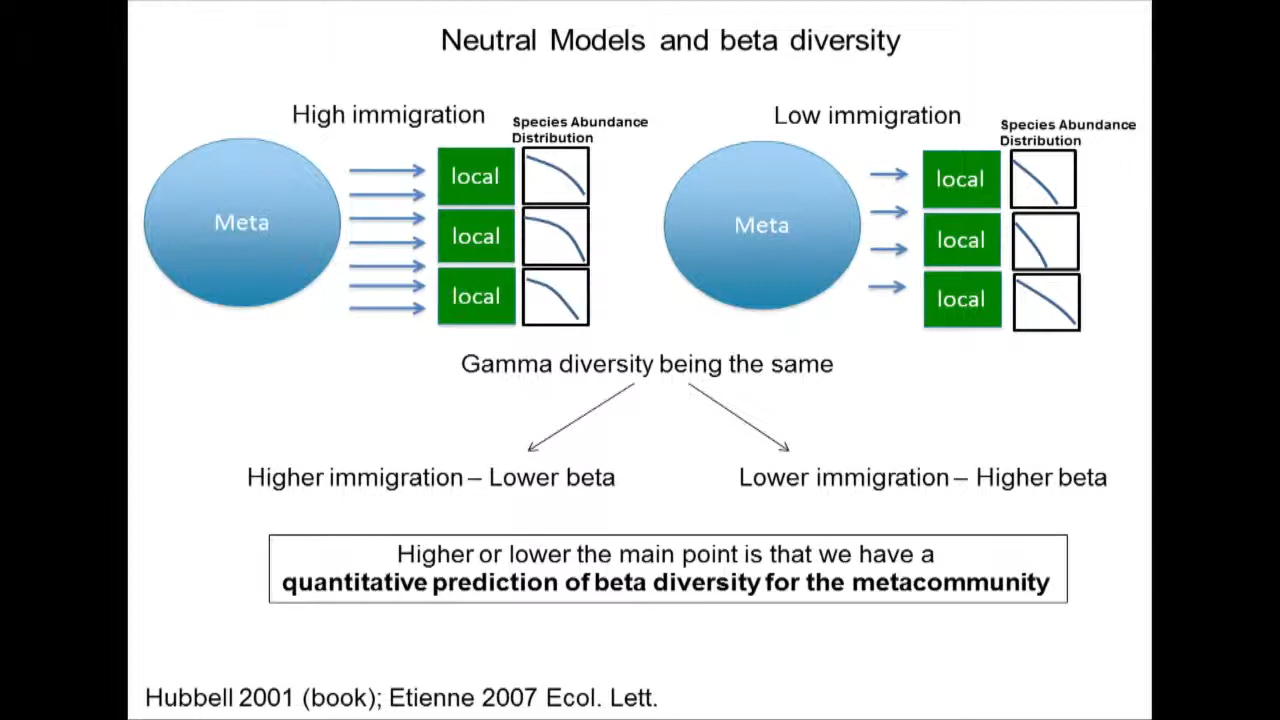 Neutral Models and beta diversity
High immigration
Species Abundance
Distribution
Meta
local
local
local
Low immigration
Species Abundance
Distribution
Meta
local
local
local
Gamma diversity being the same
Higher immigration – Lower beta
Lower immigration – Higher beta
Higher or lower the main point is that we have a
quantitative prediction of beta diversity for the metacommunity
Hubbell 2001 (book); Etienne 2007 Ecol. Lett.